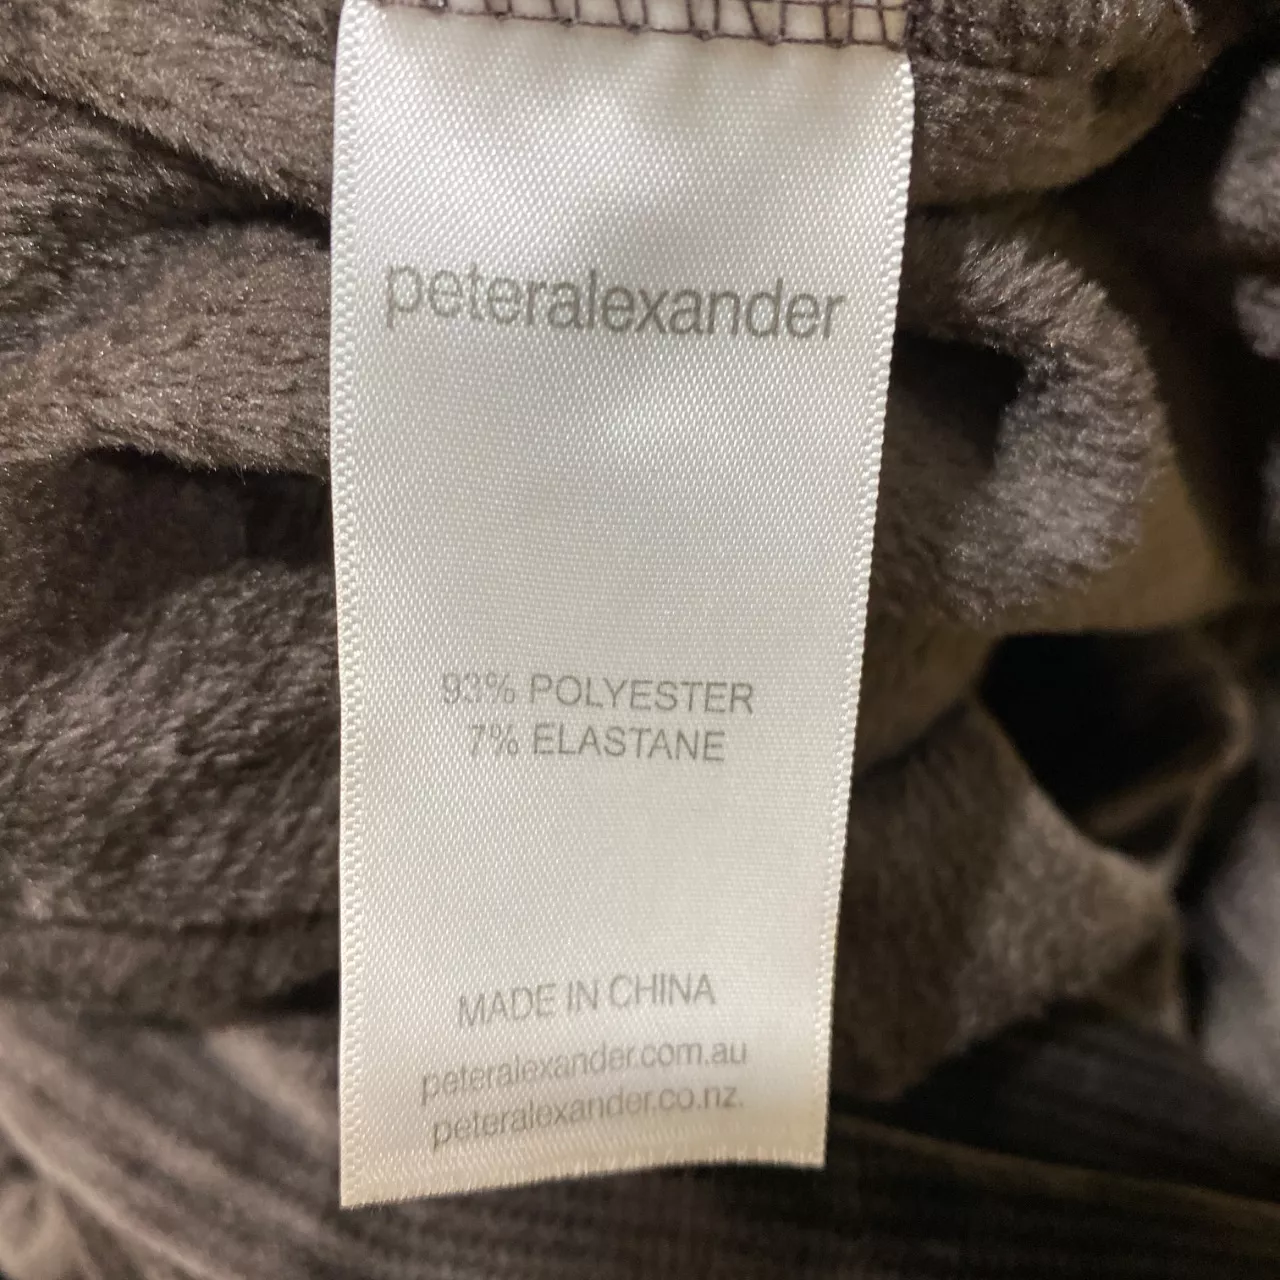 peteralexander
93% POLYESTER
7% ELASTANE
MADE IN CHINA
peteralexander.com.au
peteralexander.co.nz.